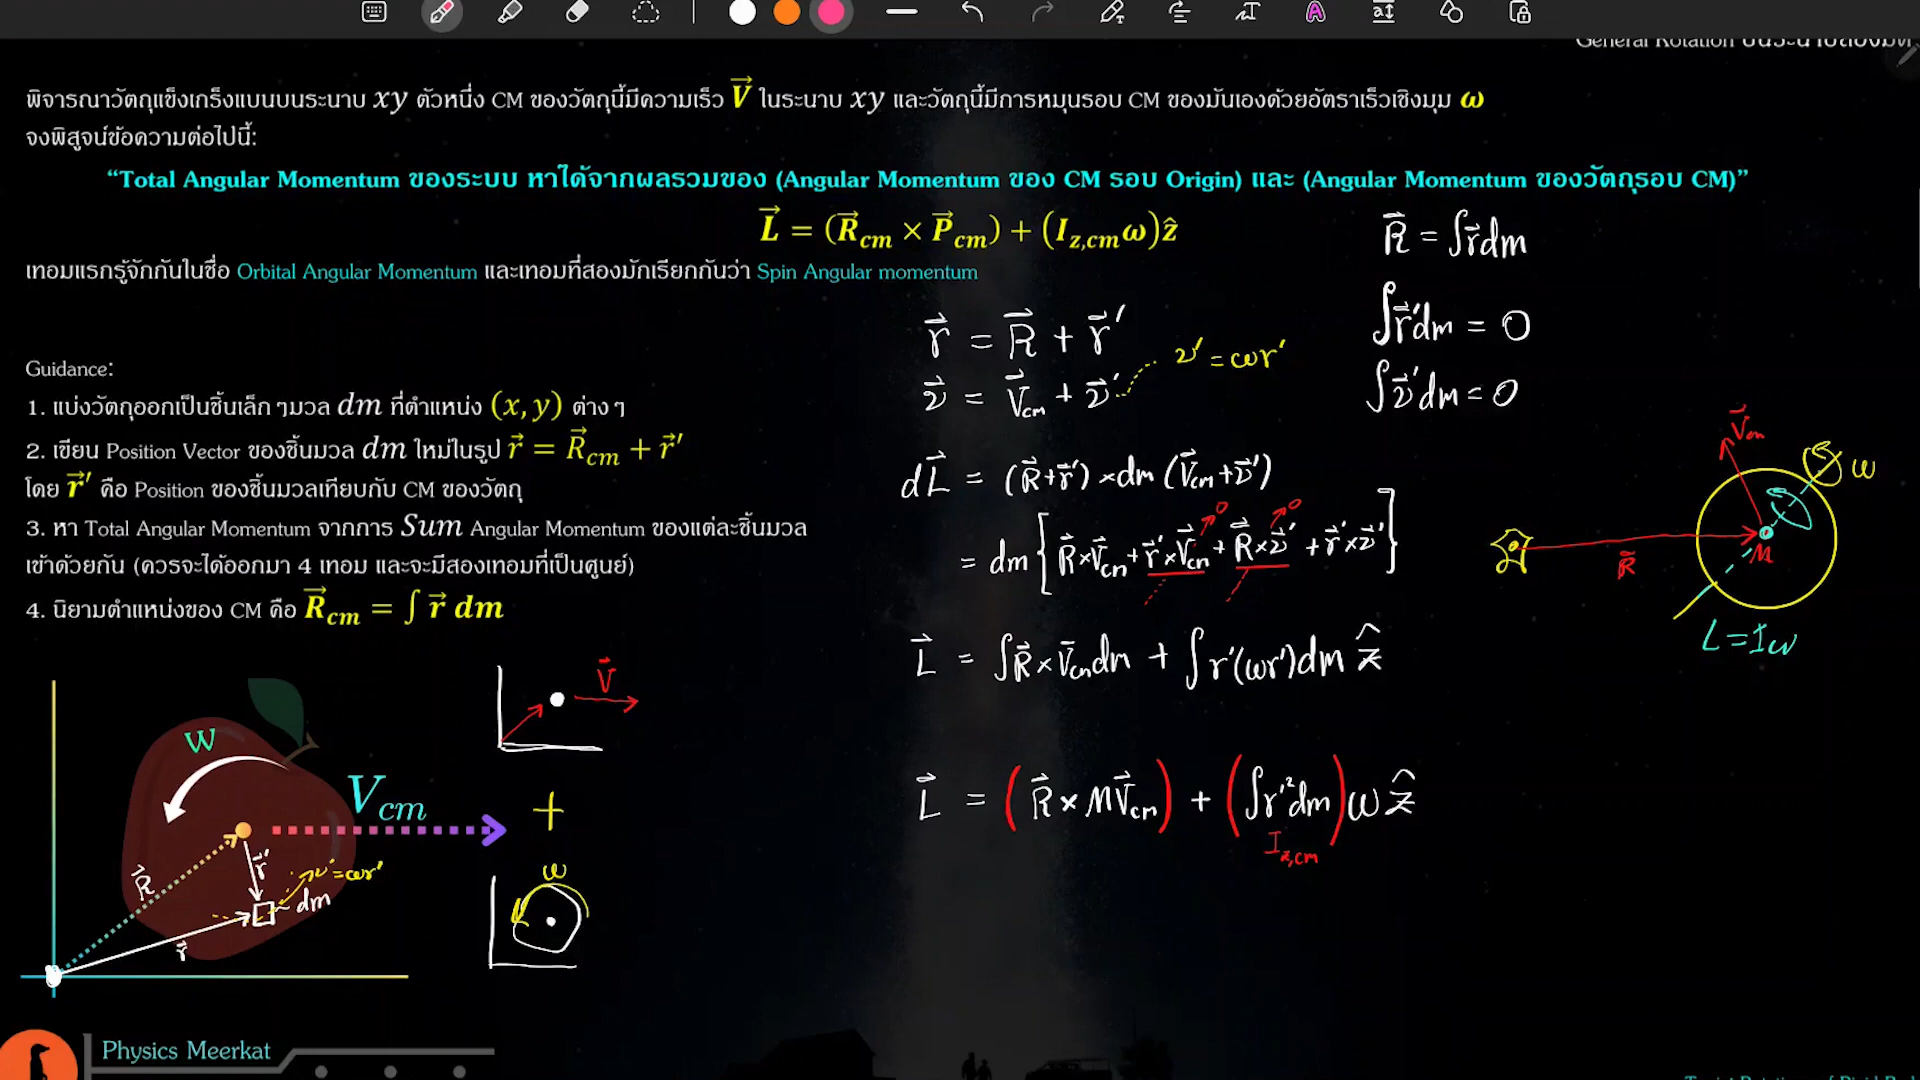 General Rotation บนระนาบสองมิติ
พิจารณาวัตถุแข็งเกร็งแบนบนระนาบ xy ตัวหนึ่ง CM ของวัตถุนี้มีความเร็ว V⃗ ในระนาบ xy และวัตถุนี้มีการหมุนรอบ CM ของมันเองด้วยอัตราเร็วเชิงมุม ω
จงพิสูจน์ข้อความต่อไปนี้:
“Total Angular Momentum ของระบบ หาได้จากผลรวมของ (Angular Momentum ของ CM รอบ Origin) และ (Angular Momentum ของวัตถุรอบ CM)”
L⃗ = (R⃗cm × P⃗cm) + (Iz,cm ω)ẑ
เทอมแรกรู้จักกันในชื่อ Orbital Angular Momentum และเทอมที่สองมักเรียกกันว่า Spin Angular momentum
Guidance:
1. แบ่งวัตถุออกเป็นชิ้นเล็ก ๆมวล dm ที่ตำแหน่ง (x, y) ต่างๆ
2. เขียน Position Vector ของชิ้นมวล dm ใหม่ในรูป r⃗ = R⃗cm + r⃗′
โดย r⃗′ คือ Position ของชิ้นมวลเทียบกับ CM ของวัตถุ
3. หา Total Angular Momentum จากการ Sum Angular Momentum ของแต่ละชิ้นมวล
เข้าด้วยกัน (ควรจะได้ออกมา 4 เทอม และจะมีสองเทอมที่เป็นศูนย์)
4. นิยามตำแหน่งของ CM คือ R⃗cm = ∫ r⃗ dm
R⃗ = ∫r⃗dm
∫r⃗′dm = 0
∫v⃗′dm = 0
r⃗ = R⃗ + r⃗′
v′ = ωr′
v⃗ = V⃗cm + v⃗′
dL⃗ = (R⃗+r⃗′) × dm (V⃗cm + v⃗′)
0 0
= dm [R⃗×V⃗cm + r⃗′×V⃗cm + R⃗×v⃗′ + r⃗′×v⃗′]
L⃗ = ∫R⃗×V⃗cm dm + ∫r′(ωr′)dm ẑ
L⃗ = (R⃗ × MV⃗cm) + (∫r′²dm) ω ẑ
Iz,cm
V⃗cm
ω
R⃗
M
L=Iω
V⃗
+
ω
W
Vcm
R⃗
r⃗′
v′=ωr′
dm
r⃗
Physics Meerkat